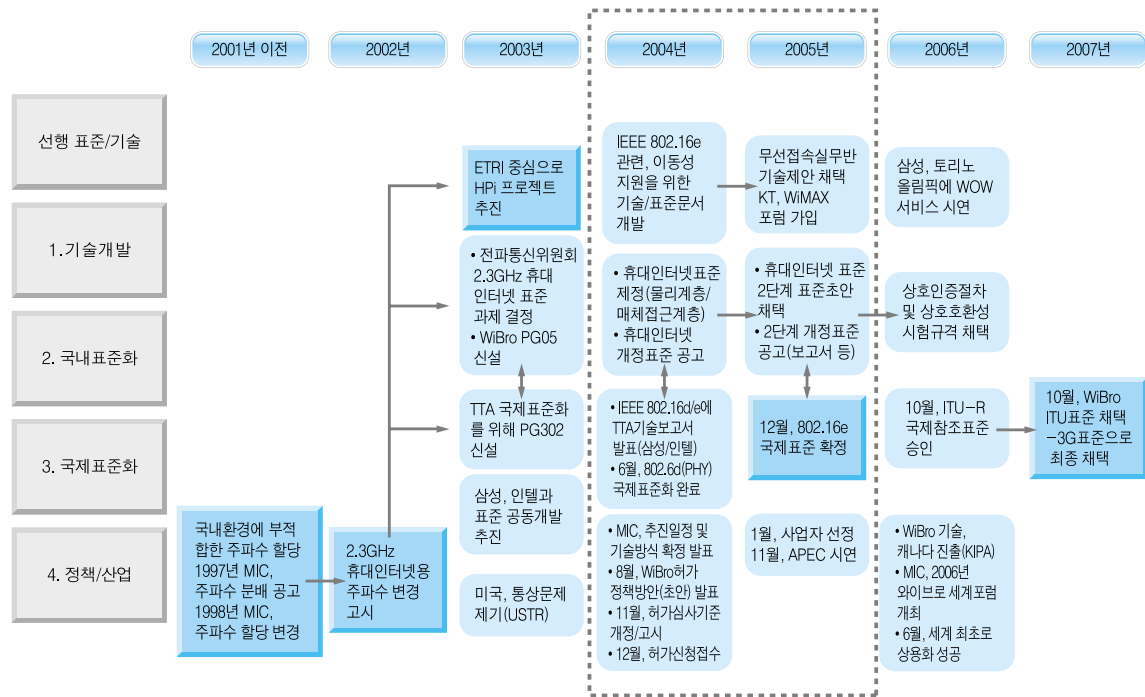 2001년 이전
2002년
2003년
2004년
2005년
2006년
2007년
선행 표준/기술
1.기술개발
2. 국내표준화
3. 국제표준화
4. 정책/산업
국내환경에 부적
합한 주파수 할당
1997년 MIC,
주파수 분배 공고
1998년 MIC,
주파수 할당 변경
2.3GHz
휴대인터넷용
주파수 변경
고시
ETRI 중심으로
HPi 프로젝트
추진
• 전파통신위원회
2.3GHz 휴대
인터넷 표준
과제 결정
• WiBro PG05
신설
TTA 국제표준화
를 위해 PG302
신설
삼성, 인텔과
표준 공동개발
추진
미국, 통상문제
제기(USTR)
IEEE 802.16e
관련, 이동성
지원을 위한
기술/표준문서
개발
• 휴대인터넷표준
제정(물리계층/
매체접근계층)
• 휴대인터넷
개정표준 공고
• IEEE 802.16d/e에
TTA기술보고서
발표(삼성/인텔)
• 6월, 802.6d(PHY)
국제표준화 완료
• MIC, 추진일정 및
기술방식 확정 발표
• 8월, WiBro허가
정책방안(초안) 발표
• 11월, 허가심사기준
개정/고시
• 12월, 허가신청접수
무선접속실무반
기술제안 채택
KT, WiMAX
포럼 가입
• 휴대인터넷 표준
2단계 표준초안
채택
• 2단계 개정표준
공고(보고서 등)
12월, 802.16e
국제표준 확정
1월, 사업자 선정
11월, APEC 시연
삼성, 토리노
올림픽에 WOW
서비스 시연
상호인증절차
및 상호호환성
시험규격 채택
10월, ITU-R
국제참조표준
승인
• WiBro 기술,
캐나다 진출(KIPA)
• MIC, 2006년
와이브로 세계포럼
개최
• 6월, 세계 최초로
상용화 성공
10월, WiBro
ITU표준 채택
-3G표준으로
최종 채택